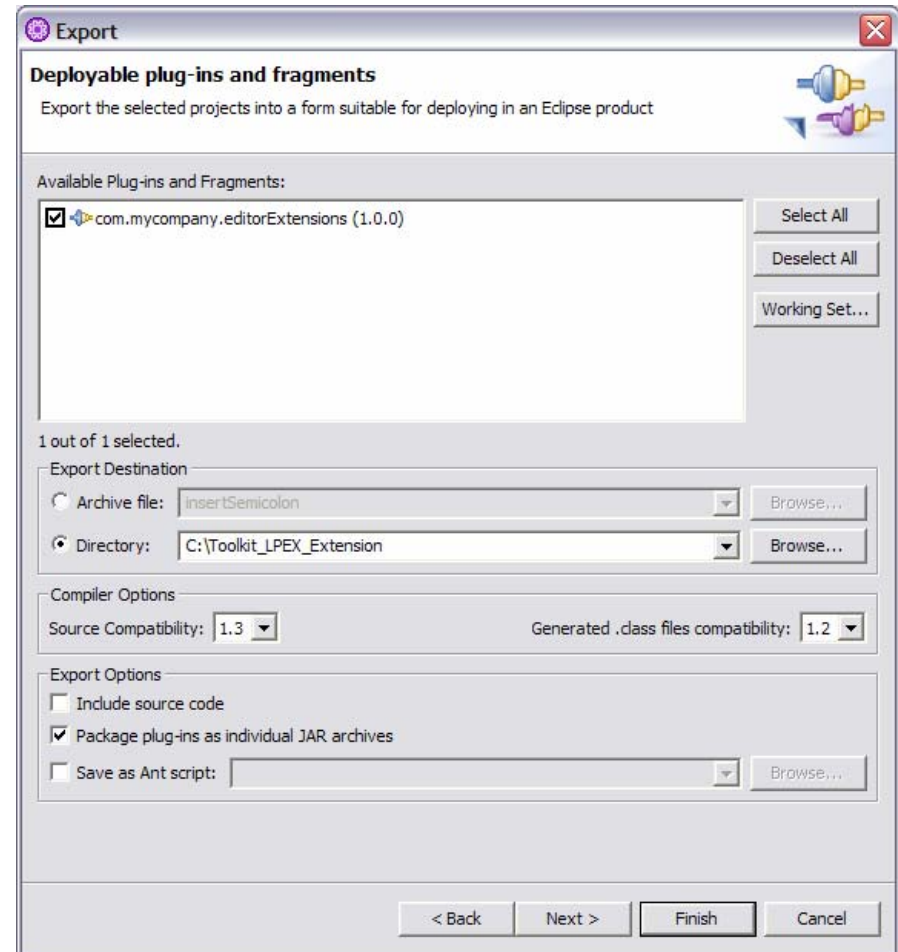 Export
Deployable plug-ins and fragments
Export the selected projects into a form suitable for deploying in an Eclipse product
Available Plug-ins and Fragments:
com.mycompany.editorExtensions (1.0.0)
Select All
Deselect All
Working Set...
1 out of 1 selected.
Export Destination
Archive file: insertSemicolon Browse...
Directory: C:\Toolkit_LPEX_Extension Browse...
Compiler Options
Source Compatibility: 1.3 Generated .class files compatibility: 1.2
Export Options
Include source code
Package plug-ins as individual JAR archives
Save as Ant script: Browse...
< Back Next > Finish Cancel